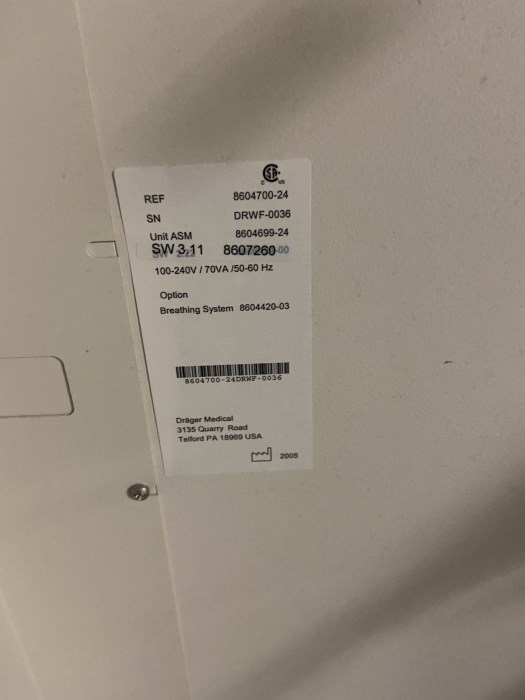 CSA
C US
REF 8604700-24
SN DRWF-0036
Unit ASM 8604699-24
SW 3.11 8607260-00
100-240V / 70VA /50-60 Hz
Option
Breathing System 8604420-03
8604700-24DRWF-0036
Dräger Medical
3135 Quarry Road
Telford PA 18969 USA
2005